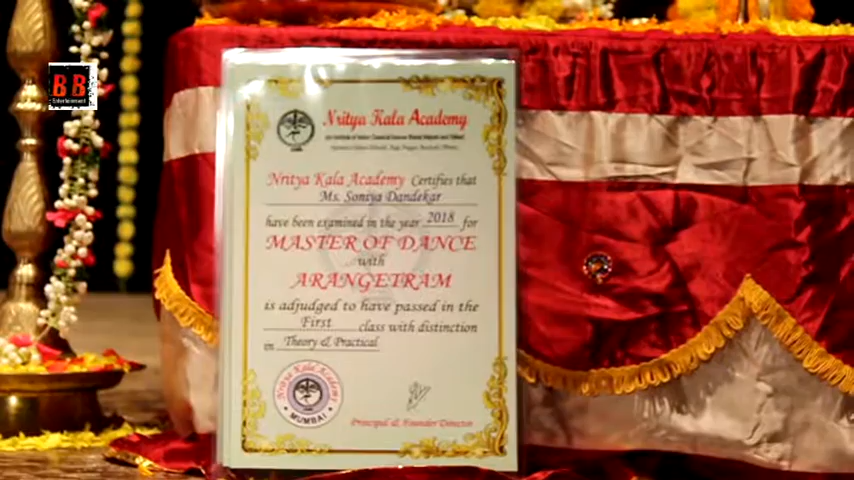 BB
Entertainment
Nritya Kala Academy
Nritya Kala Academy Certifies that
Ms. Soniya Dandekar
have been examined in the year 2018 for
MASTER OF DANCE
with
ARANGETRAM
is adjudged to have passed in the
First class with distinction
in Theory & Practical
Nritya Kala Academy
MUMBAI
Principal & Founder Director